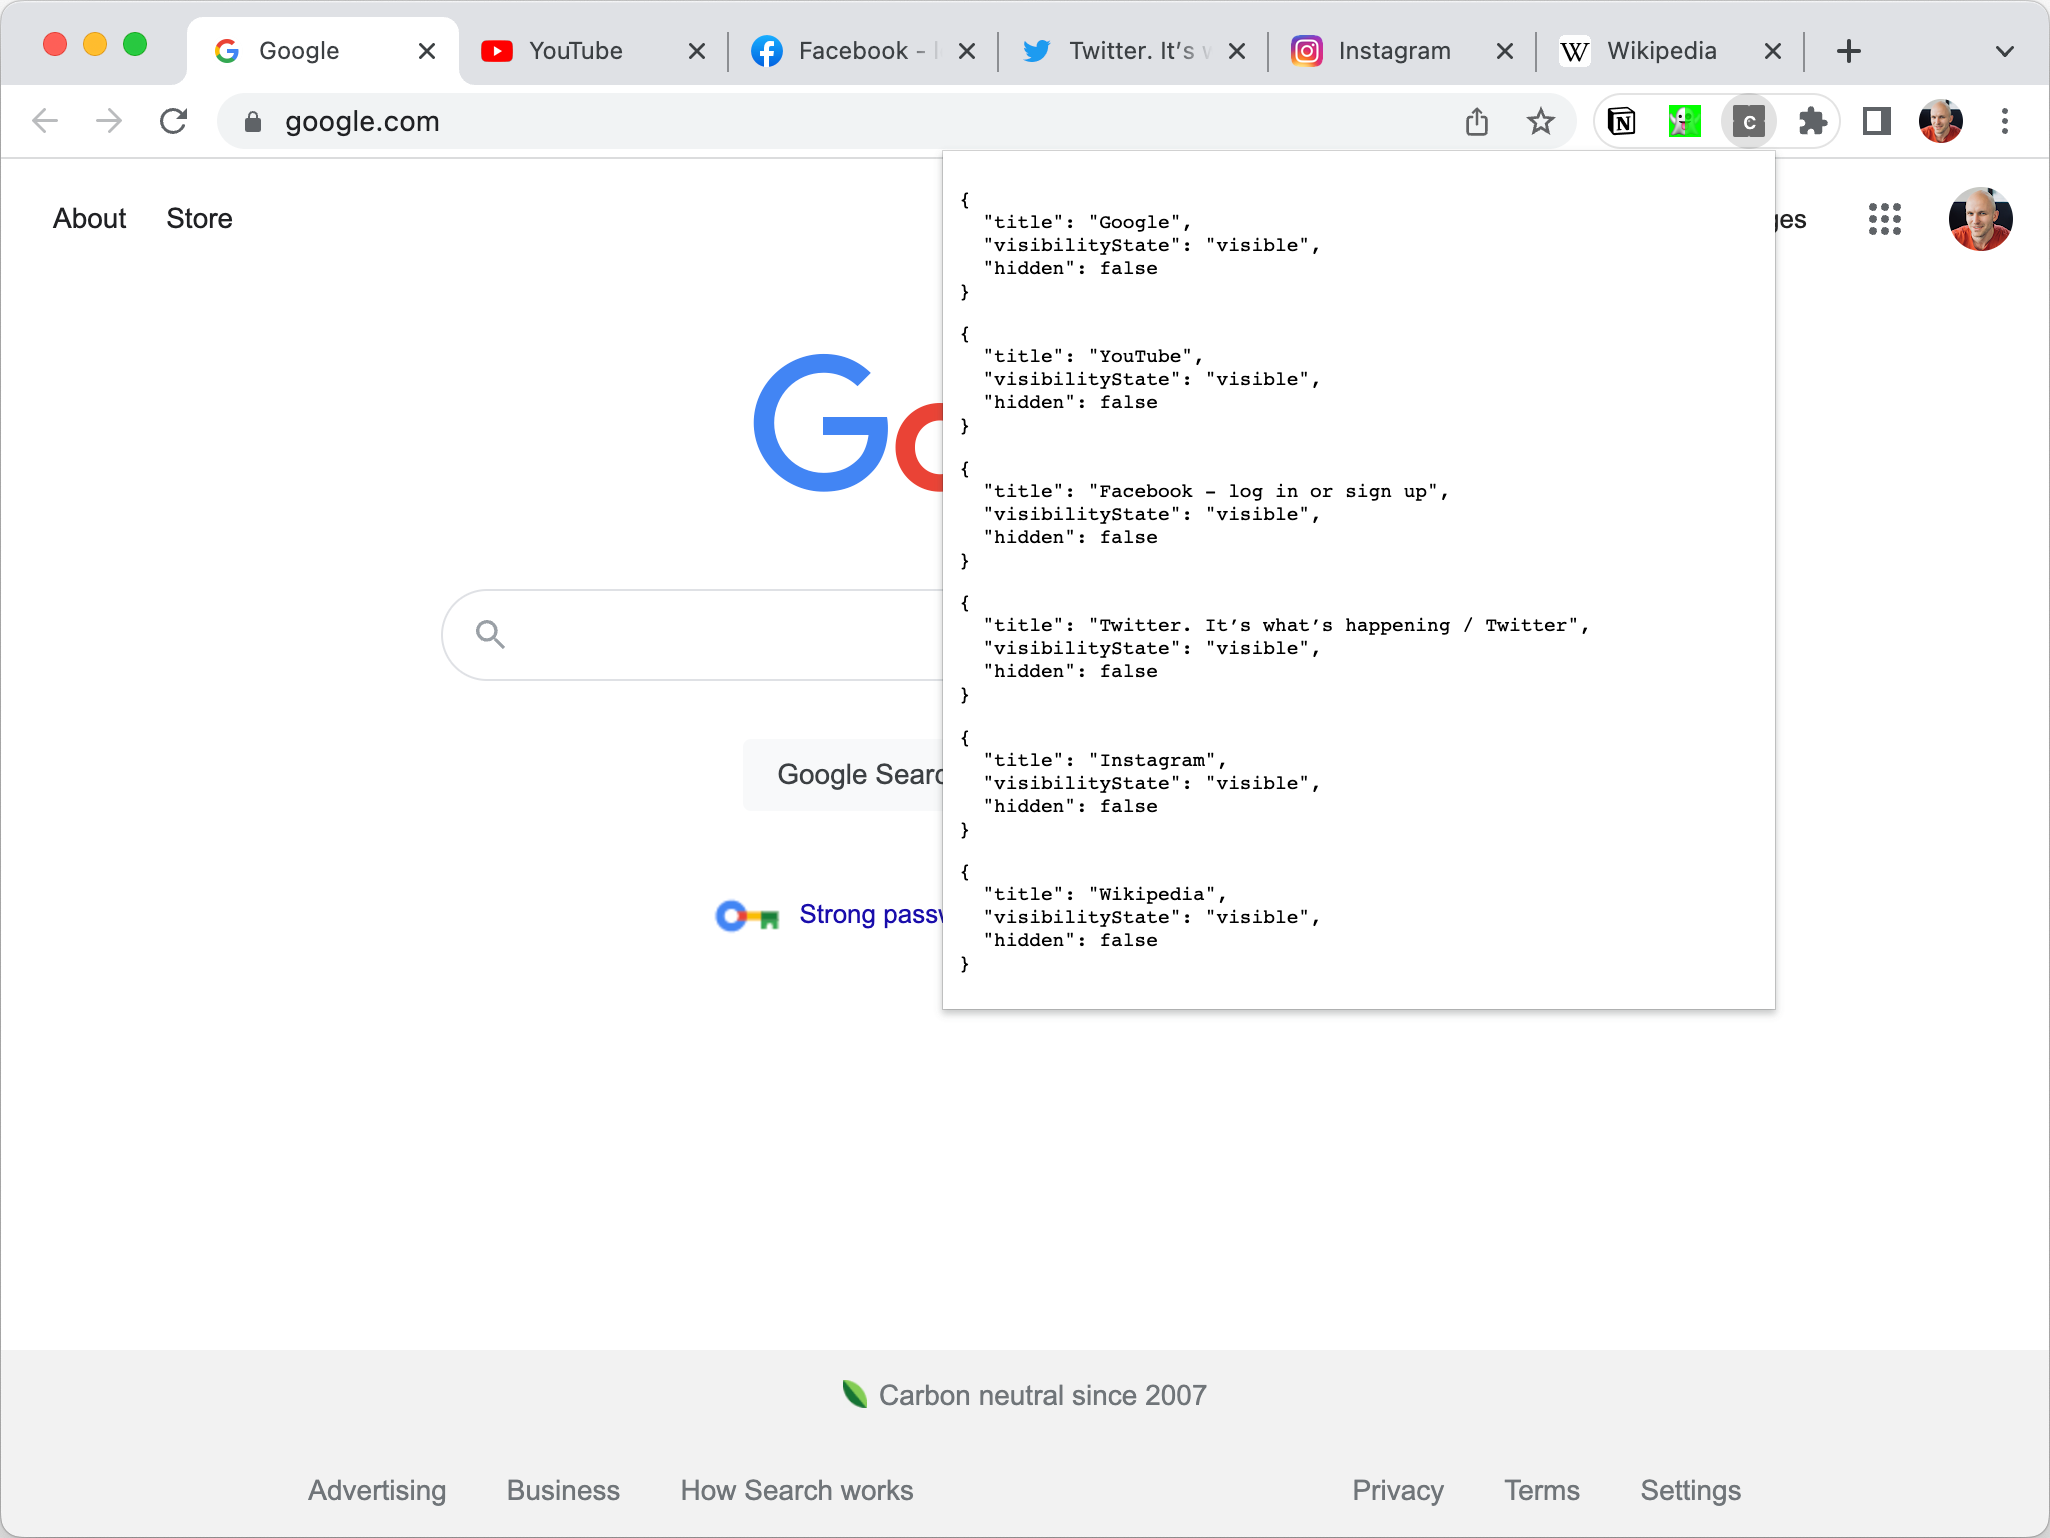 Google
YouTube
Facebook -
Twitter. It's
Instagram
W Wikipedia
google.com
N
C
About Store
{
"title": "Google",
"visibilityState": "visible",
"hidden": false
}
{
"title": "YouTube",
"visibilityState": "visible",
"hidden": false
}
{
"title": "Facebook – log in or sign up",
"visibilityState": "visible",
"hidden": false
}
{
"title": "Twitter. It’s what’s happening / Twitter",
"visibilityState": "visible",
"hidden": false
}
{
"title": "Instagram",
"visibilityState": "visible",
"hidden": false
}
{
"title": "Wikipedia",
"visibilityState": "visible",
"hidden": false
}
Go
Google Searc
Strong passw
Carbon neutral since 2007
Advertising Business How Search works Privacy Terms Settings